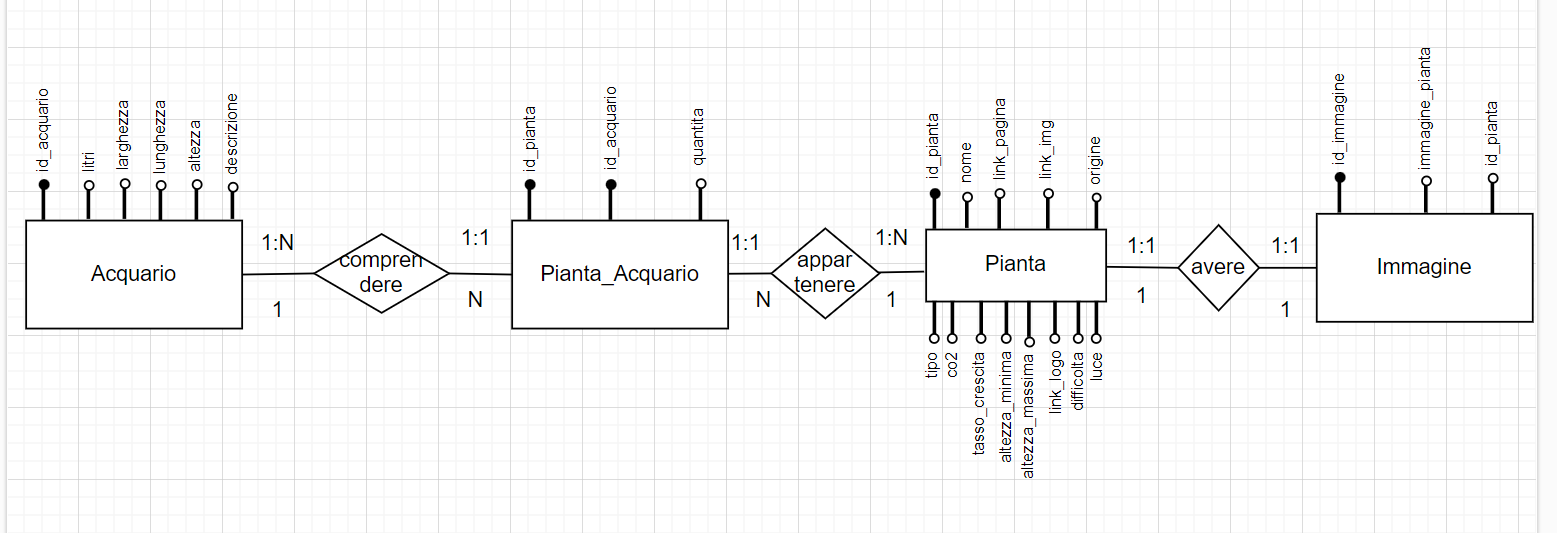 id_acquario
litri
larghezza
lunghezza
altezza
descrizione
Acquario
1:N
1
compren
dere
1:1
N
id_pianta
id_acquario
quantita
Pianta_Acquario
1:1
N
appar
tenere
1:N
1
id_pianta
nome
link_pagina
link_img
origine
Pianta
tipo
co2
tasso_crescita
altezza_minima
altezza_massima
link_logo
difficolta
luce
1:1
1
avere
1:1
1
id_immagine
immagine_pianta
id_pianta
Immagine